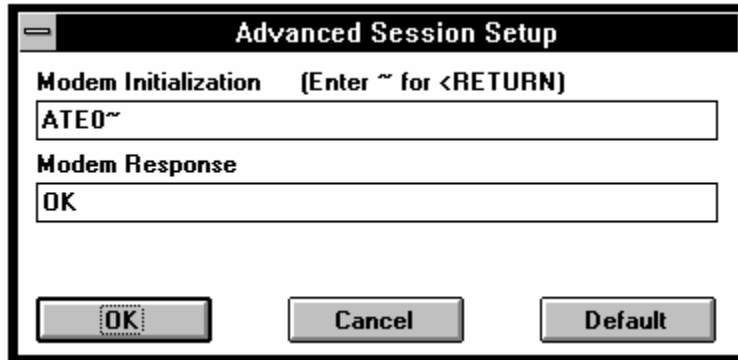 Advanced Session Setup
Modem Initialization (Enter ~ for <RETURN)
ATE0~
Modem Response
OK
OK Cancel Default